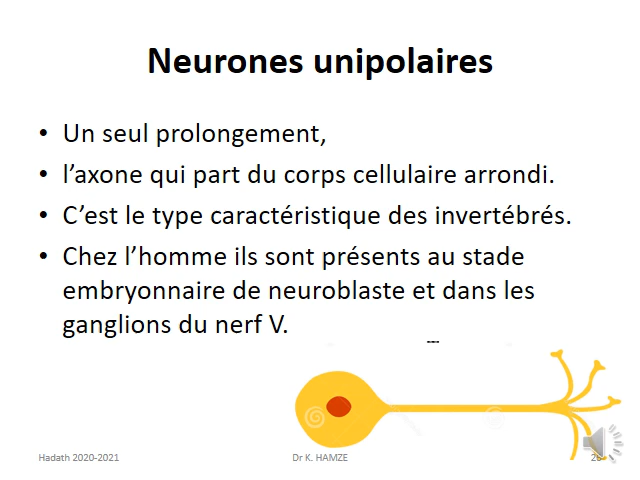 Neurones unipolaires
• Un seul prolongement,
• l’axone qui part du corps cellulaire arrondi.
• C’est le type caractéristique des invertébrés.
• Chez l’homme ils sont présents au stade
embryonnaire de neuroblaste et dans les
ganglions du nerf V.
Hadath 2020-2021
Dr K. HAMZE